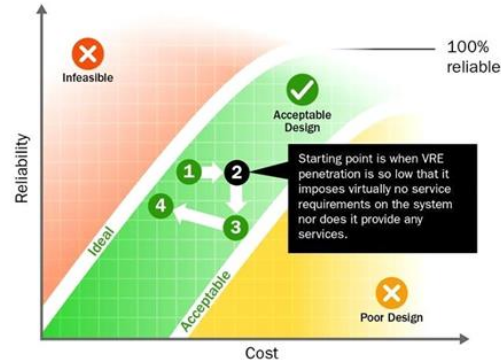 100%
reliable
Infeasible
Acceptable
Design
Reliability
1
2
Starting point is when VRE
penetration is so low that it
imposes virtually no service
requirements on the system
nor does it provide any
services.
4
3
Ideal
Acceptable
Poor Design
Cost